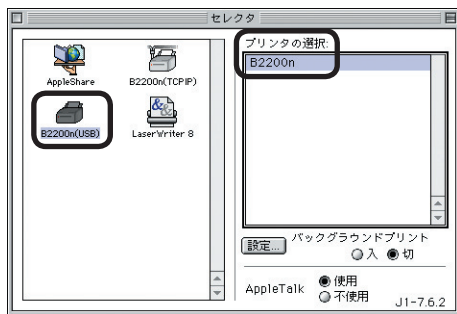 セレクタ
AppleShare
B2200n(TCPIP)
B2200n(USB)
LaserWriter 8
プリンタの選択:
B2200n
設定...
バックグラウンドプリント
入 切
AppleTalk
使用
不使用
J1-7.6.2